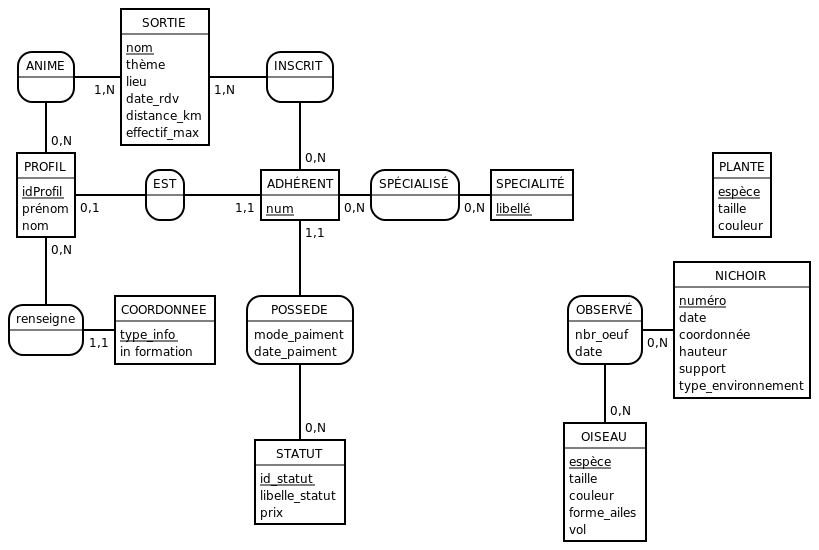 SORTIE
nom
thème
lieu
date_rdv
distance_km
effectif_max
ANIME
1,N
1,N
INSCRIT
0,N
0,N
PROFIL
idProfil
prénom
nom
0,1
EST
1,1
ADHÉRENT
num
0,N
SPÉCIALISÉ
0,N
SPECIALITÉ
libellé
PLANTE
espèce
taille
couleur
0,N
1,1
renseigne
1,1
COORDONNEE
type_info
in formation
POSSEDE
mode_paiment
date_paiment
OBSERVÉ
nbr_oeuf
date
0,N
NICHOIR
numéro
date
coordonnée
hauteur
support
type_environnement
0,N
STATUT
id_statut
libelle_statut
prix
0,N
OISEAU
espèce
taille
couleur
forme_ailes
vol